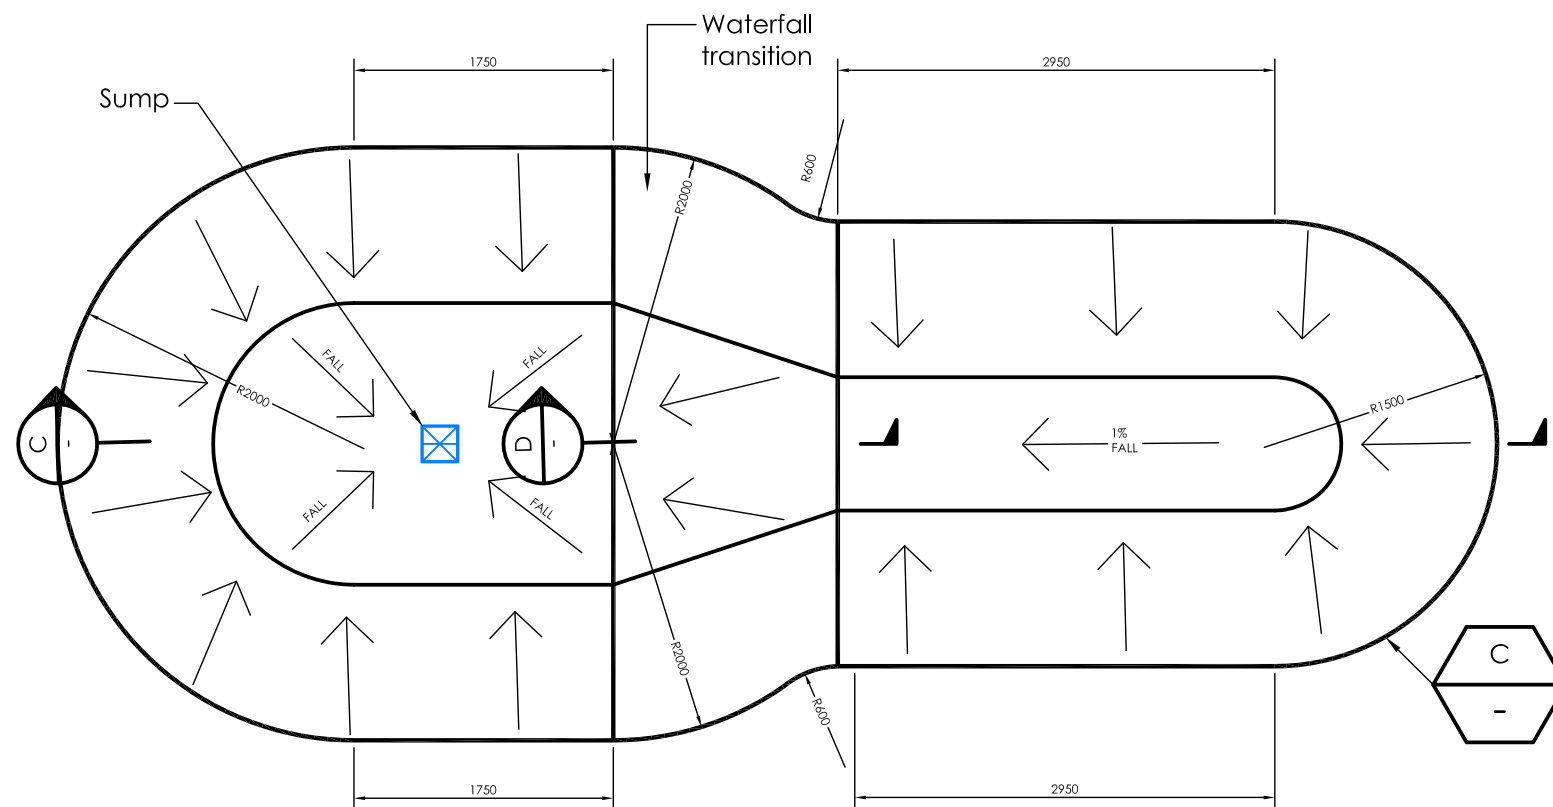 Waterfall
transition
1750
2950
Sump
R600
R2000
FALL
FALL
R2000
R1500
C
-
D
-
1%
FALL
FALL
FALL
R2000
R600
C
-
1750
2950